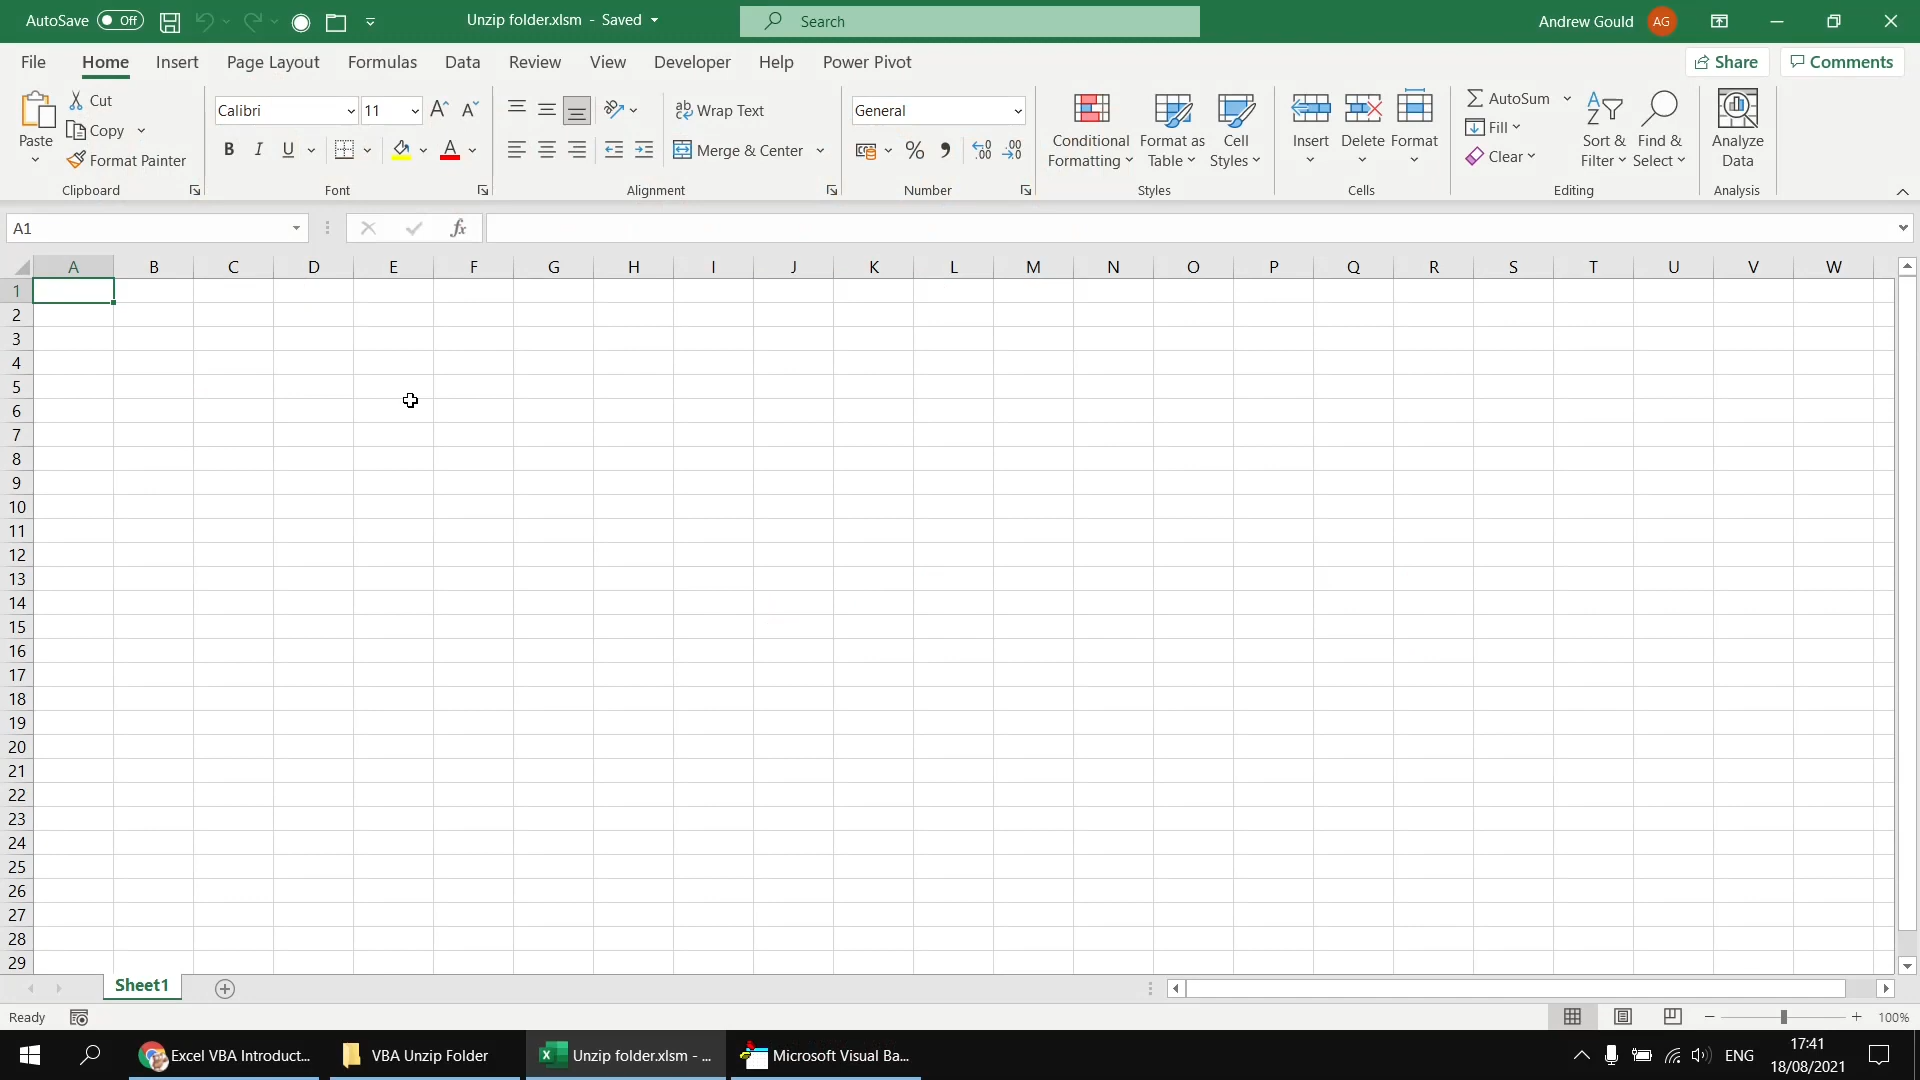 AutoSave Off
Unzip folder.xlsm - Saved
Search
Andrew Gould AG
File Home Insert Page Layout Formulas Data Review View Developer Help Power Pivot Share Comments
Paste
Cut
Copy
Format Painter
Clipboard
Calibri 11
B I U A
Font
Wrap Text
Merge & Center
Alignment
General
% 
Number
Conditional Formatting
Format as Table
Cell Styles
Styles
Insert Delete Format
Cells
AutoSum
Fill
Clear
Sort & Filter
Find & Select
Editing
Analyze Data
Analysis
A1 fx
A B C D E F G H I J K L M N O P Q R S T U V W
1
2
3
4
5
6
7
8
9
10
11
12
13
14
15
16
17
18
19
20
21
22
23
24
25
26
27
28
29
Sheet1
Ready 100%
Excel VBA Introduct... VBA Unzip Folder Unzip folder.xlsm - ... Microsoft Visual Ba... ENG
17:41
18/08/2021